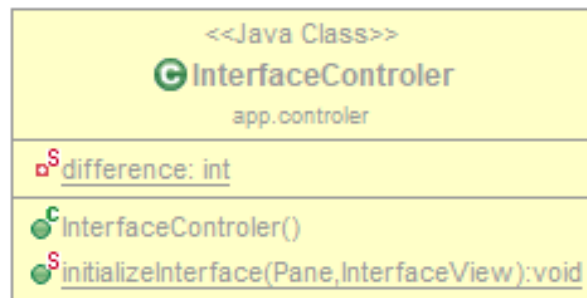 <<Java Class>>
C InterfaceControler
app.controler
S difference: int
C InterfaceControler()
S initializeInterface(Pane,InterfaceView):void